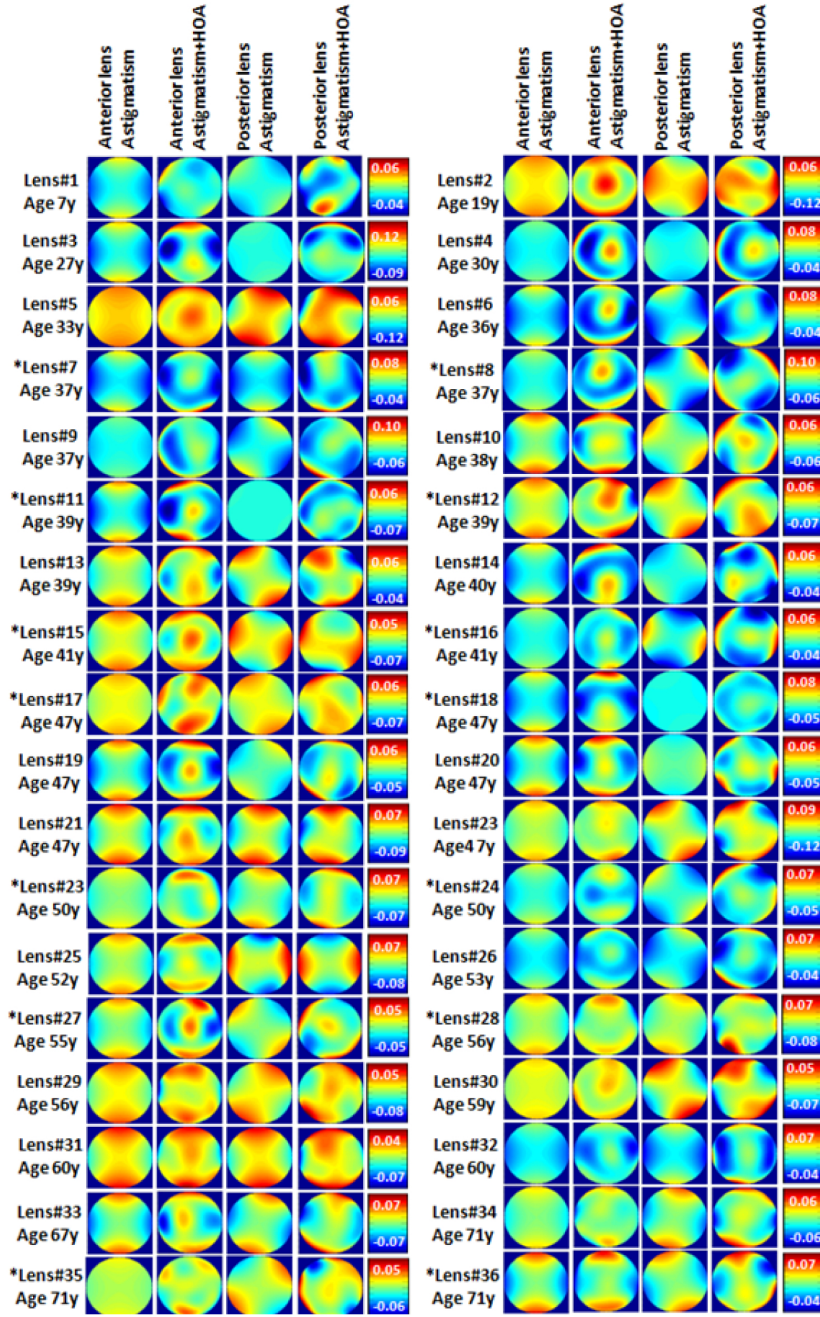 Anterior lens
Astigmatism
Anterior lens
Astigmatism+HOA
Posterior lens
Astigmatism
Posterior lens
Astigmatism+HOA
Anterior lens
Astigmatism
Anterior lens
Astigmatism+HOA
Posterior lens
Astigmatism
Posterior lens
Astigmatism+HOA
Lens#1
Age 7y
0.06
-0.04
Lens#2
Age 19y
0.06
-0.12
Lens#3
Age 27y
0.12
-0.09
Lens#4
Age 30y
0.08
-0.04
Lens#5
Age 33y
0.06
-0.12
Lens#6
Age 36y
0.08
-0.04
*Lens#7
Age 37y
0.08
-0.04
*Lens#8
Age 37y
0.10
-0.06
Lens#9
Age 37y
0.10
-0.06
Lens#10
Age 38y
0.06
-0.06
*Lens#11
Age 39y
0.06
-0.07
*Lens#12
Age 39y
0.06
-0.07
Lens#13
Age 39y
0.06
-0.04
Lens#14
Age 40y
0.06
-0.04
*Lens#15
Age 41y
0.05
-0.07
*Lens#16
Age 41y
0.06
-0.04
*Lens#17
Age 47y
0.06
-0.07
*Lens#18
Age 47y
0.08
-0.05
Lens#19
Age 47y
0.06
-0.05
Lens#20
Age 47y
0.06
-0.05
Lens#21
Age 47y
0.07
-0.09
Lens#23
Age4 7y
0.09
-0.12
*Lens#23
Age 50y
0.07
-0.07
*Lens#24
Age 50y
0.07
-0.05
Lens#25
Age 52y
0.07
-0.08
Lens#26
Age 53y
0.07
-0.04
*Lens#27
Age 55y
0.05
-0.05
*Lens#28
Age 56y
0.07
-0.08
Lens#29
Age 56y
0.05
-0.08
Lens#30
Age 59y
0.05
-0.07
Lens#31
Age 60y
0.04
-0.07
Lens#32
Age 60y
0.07
-0.04
Lens#33
Age 67y
0.07
-0.07
Lens#34
Age 71y
0.06
-0.06
*Lens#35
Age 71y
0.05
-0.06
*Lens#36
Age 71y
0.07
-0.04